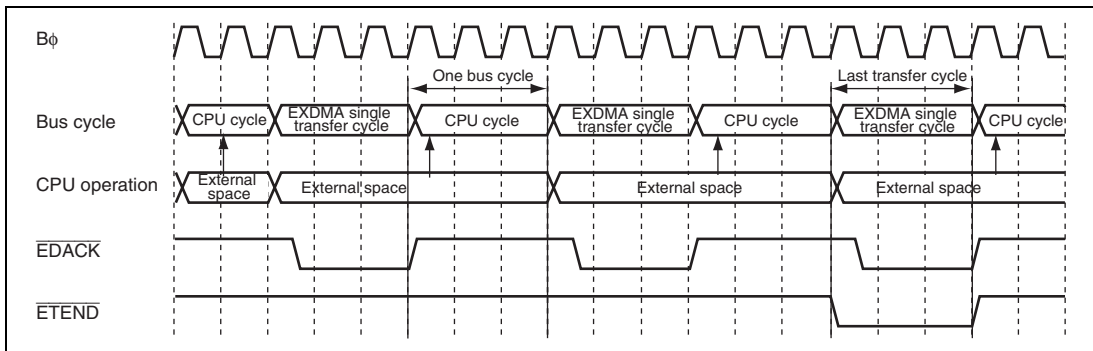 Bϕ
One bus cycle
Last transfer cycle
Bus cycle
CPU cycle
EXDMA single
transfer cycle
CPU cycle
EXDMA single
transfer cycle
CPU cycle
EXDMA single
transfer cycle
CPU cycle
CPU operation
External
space
External space
External space
External space
EDACK
ETEND